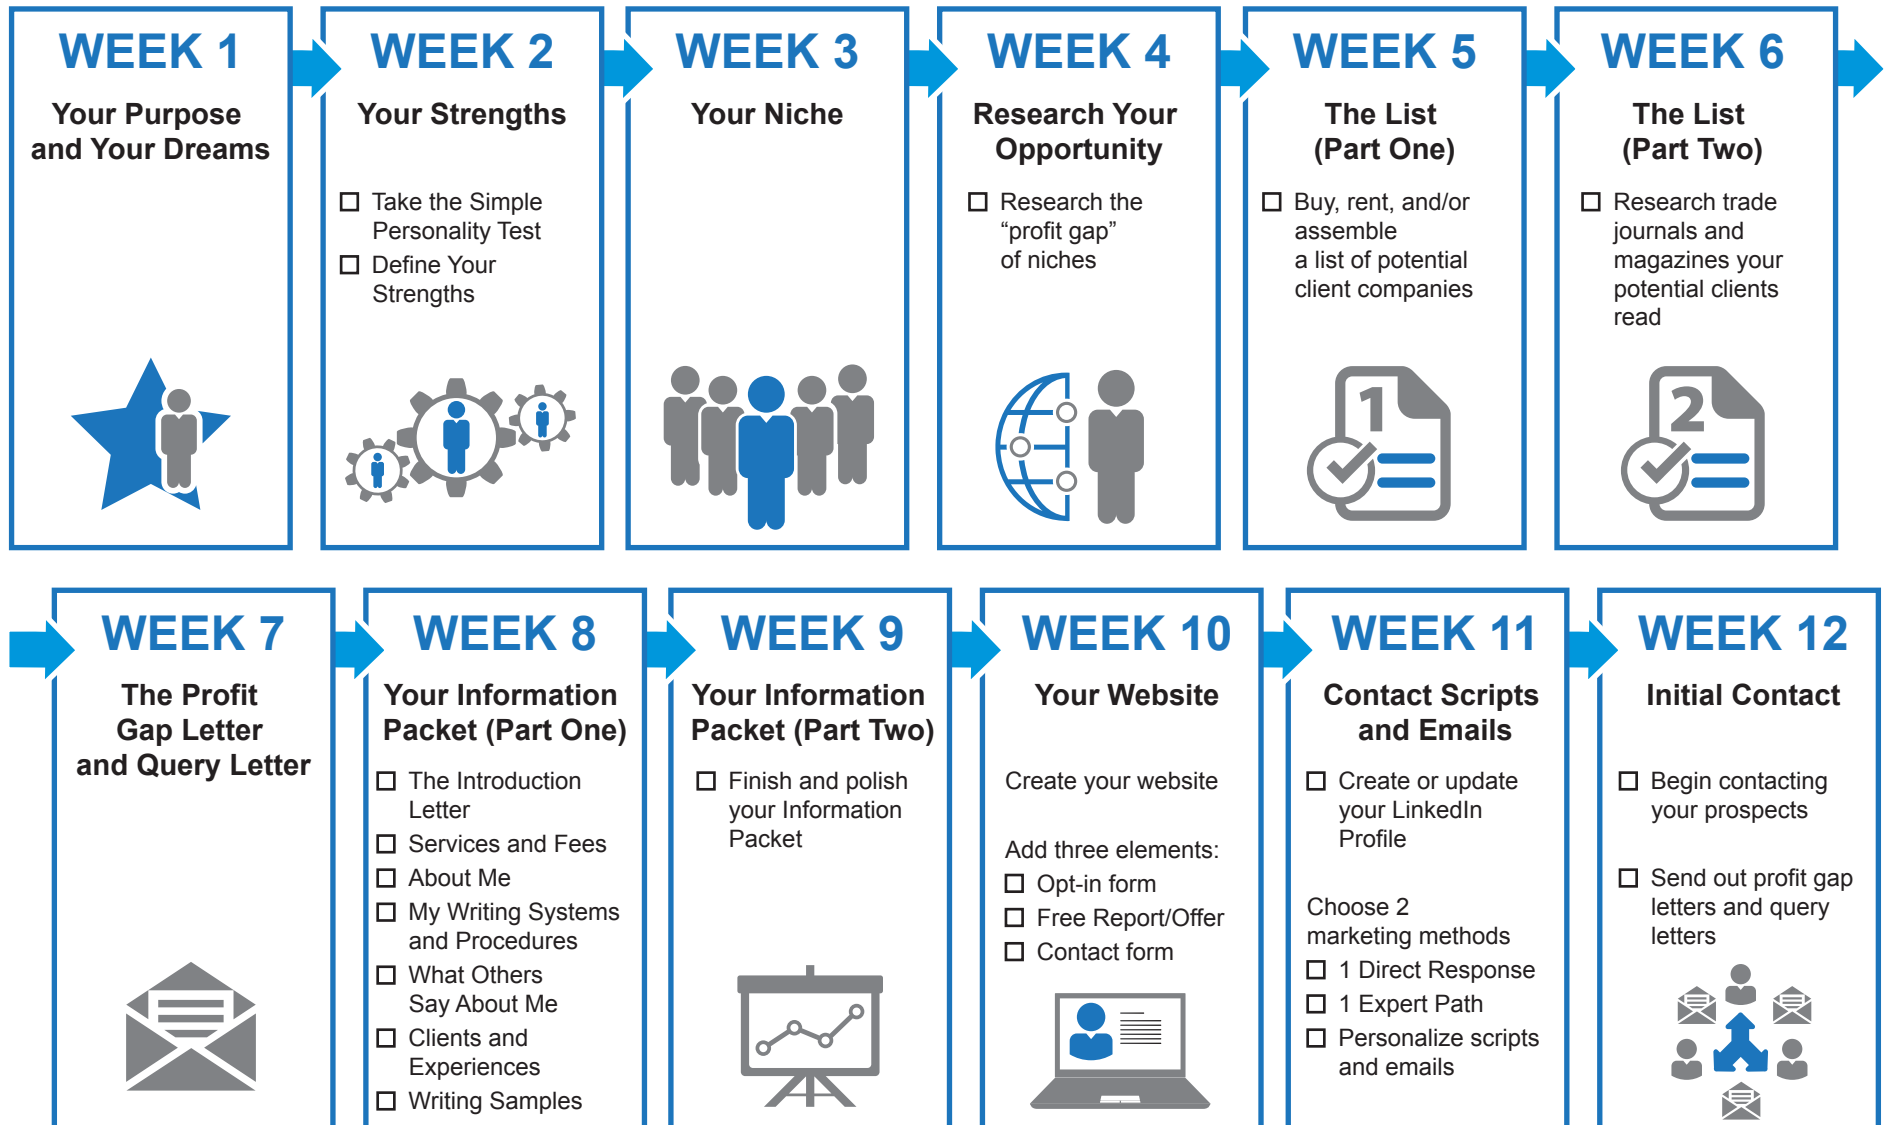 WEEK 1
Your Purpose
and Your Dreams
WEEK 2
Your Strengths
Take the Simple
Personality Test
Define Your
Strengths
WEEK 3
Your Niche
WEEK 4
Research Your
Opportunity
Research the
“profit gap”
of niches
WEEK 5
The List
(Part One)
Buy, rent, and/or
assemble
a list of potential
client companies
1
WEEK 6
The List
(Part Two)
Research trade
journals and
magazines your
potential clients
read
2
WEEK 7
The Profit
Gap Letter
and Query Letter
WEEK 8
Your Information
Packet (Part One)
The Introduction
Letter
Services and Fees
About Me
My Writing Systems
and Procedures
What Others
Say About Me
Clients and
Experiences
Writing Samples
WEEK 9
Your Information
Packet (Part Two)
Finish and polish
your Information
Packet
WEEK 10
Your Website
Create your website
Add three elements:
Opt-in form
Free Report/Offer
Contact form
WEEK 11
Contact Scripts
and Emails
Create or update
your LinkedIn
Profile
Choose 2
marketing methods
1 Direct Response
1 Expert Path
Personalize scripts
and emails
WEEK 12
Initial Contact
Begin contacting
your prospects
Send out profit gap
letters and query
letters